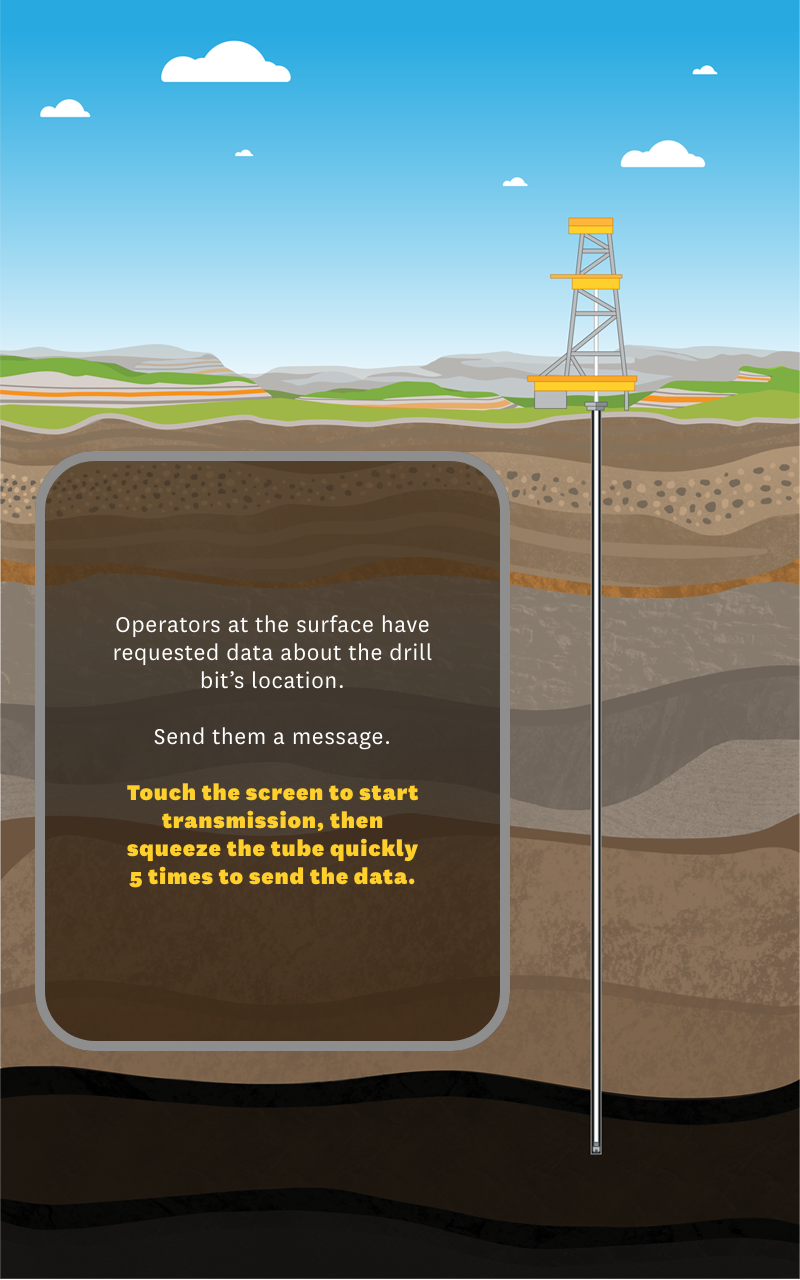 Operators at the surface have
requested data about the drill
bit’s location.
Send them a message.
Touch the screen to start
transmission, then
squeeze the tube quickly
5 times to send the data.